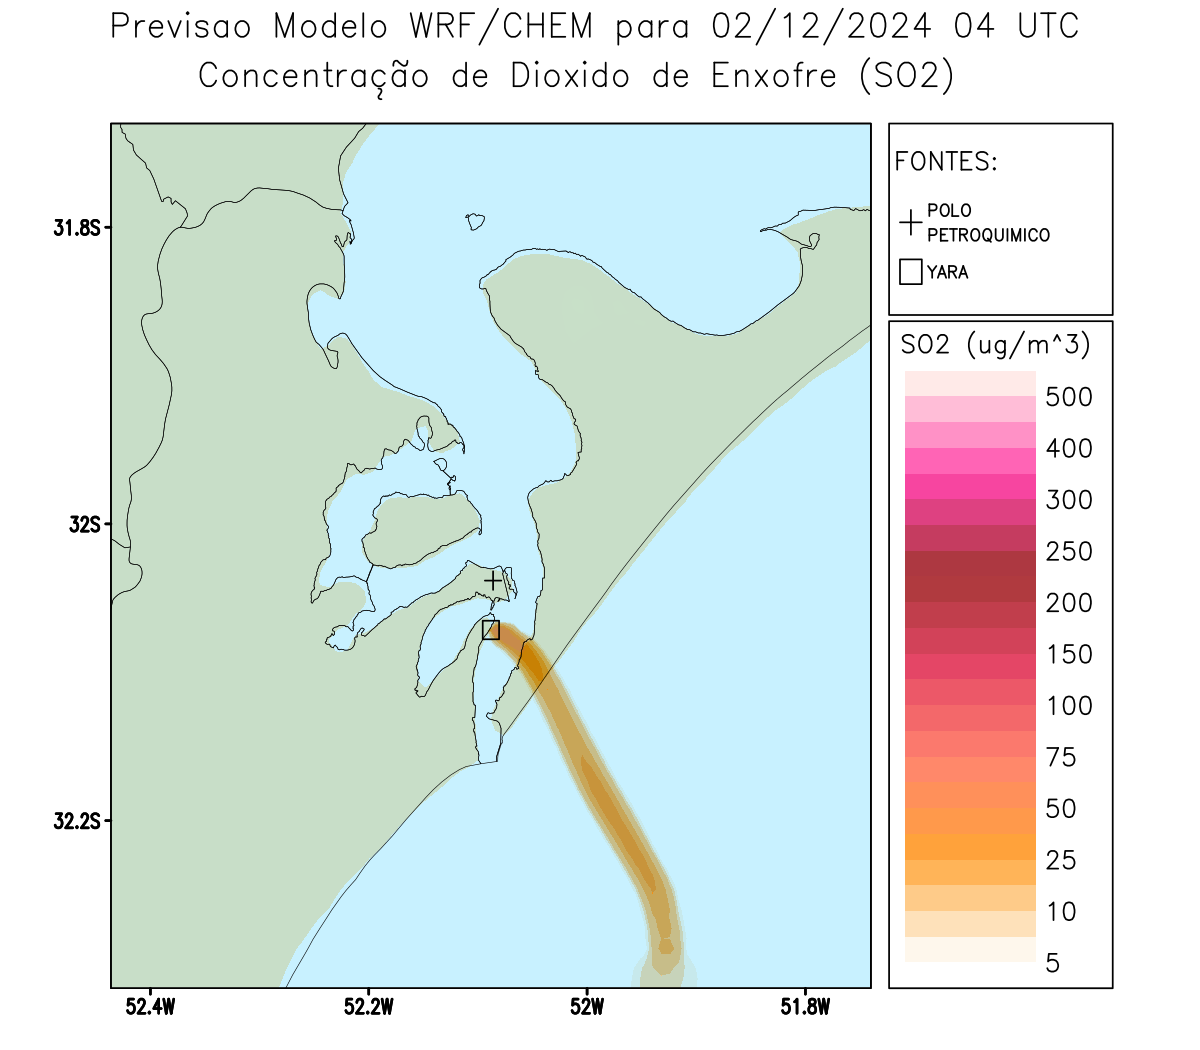 Previsao Modelo WRF/CHEM para 02/12/2024 04 UTC
Concentração de Dioxido de Enxofre (SO2)
FONTES:
POLO
PETROQUIMICO
YARA
31.8S
32S
32.2S
52.4W
52.2W
52W
51.8W
SO2 (ug/m^3)
500
400
300
250
200
150
100
75
50
25
10
5